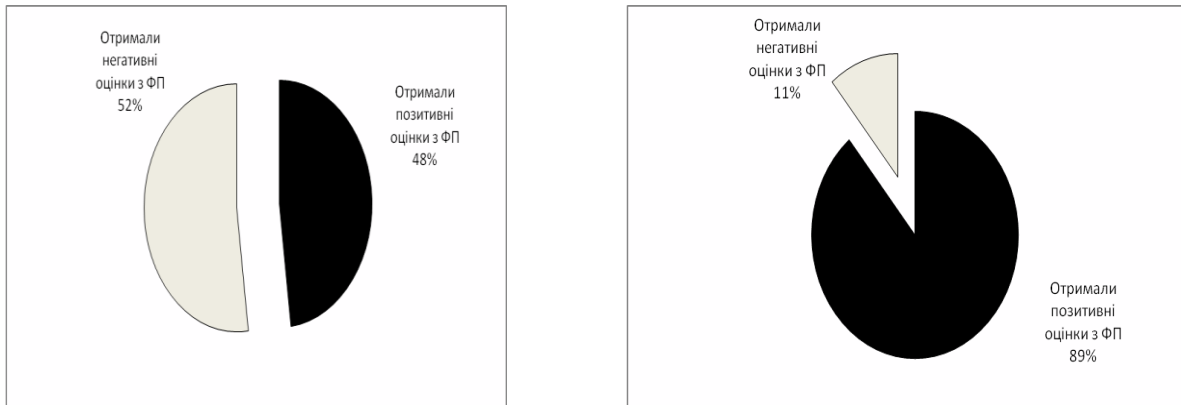 Отримали
негативні
оцінки з ФП
52%
Отримали
позитивні
оцінки з ФП
48%
Отримали
негативні
оцінки з ФП
11%
Отримали
позитивні
оцінки з ФП
89%